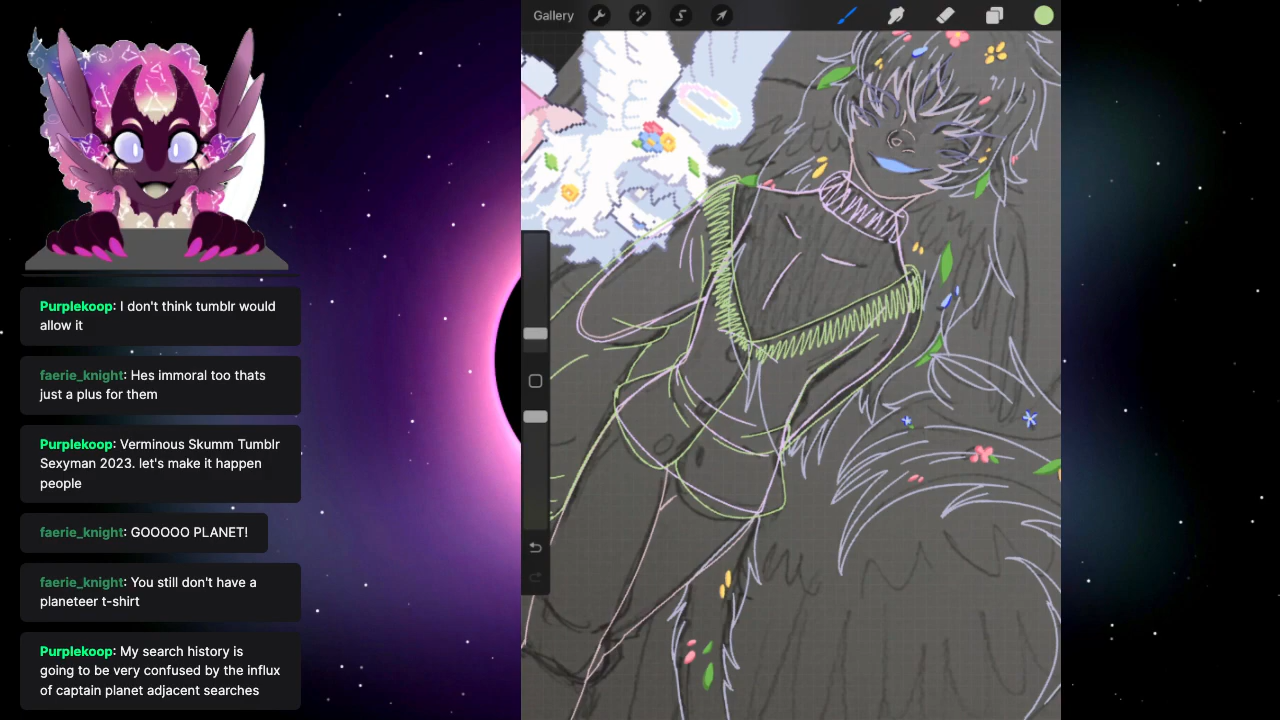 Gallery
Purplekoop: I don't think tumblr would
allow it
faerie_knight: Hes immoral too thats
just a plus for them
Purplekoop: Verminous Skumm Tumblr
Sexyman 2023. let's make it happen
people
faerie_knight: GOOOOO PLANET!
faerie_knight: You still don't have a
planeteer t-shirt
Purplekoop: My search history is
going to be very confused by the influx
of captain planet adjacent searches